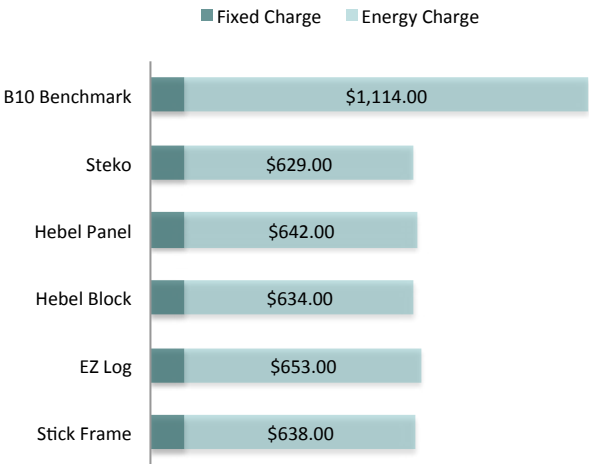 Fixed Charge Energy Charge
B10 Benchmark $1,114.00
Steko $629.00
Hebel Panel $642.00
Hebel Block $634.00
EZ Log $653.00
Stick Frame $638.00